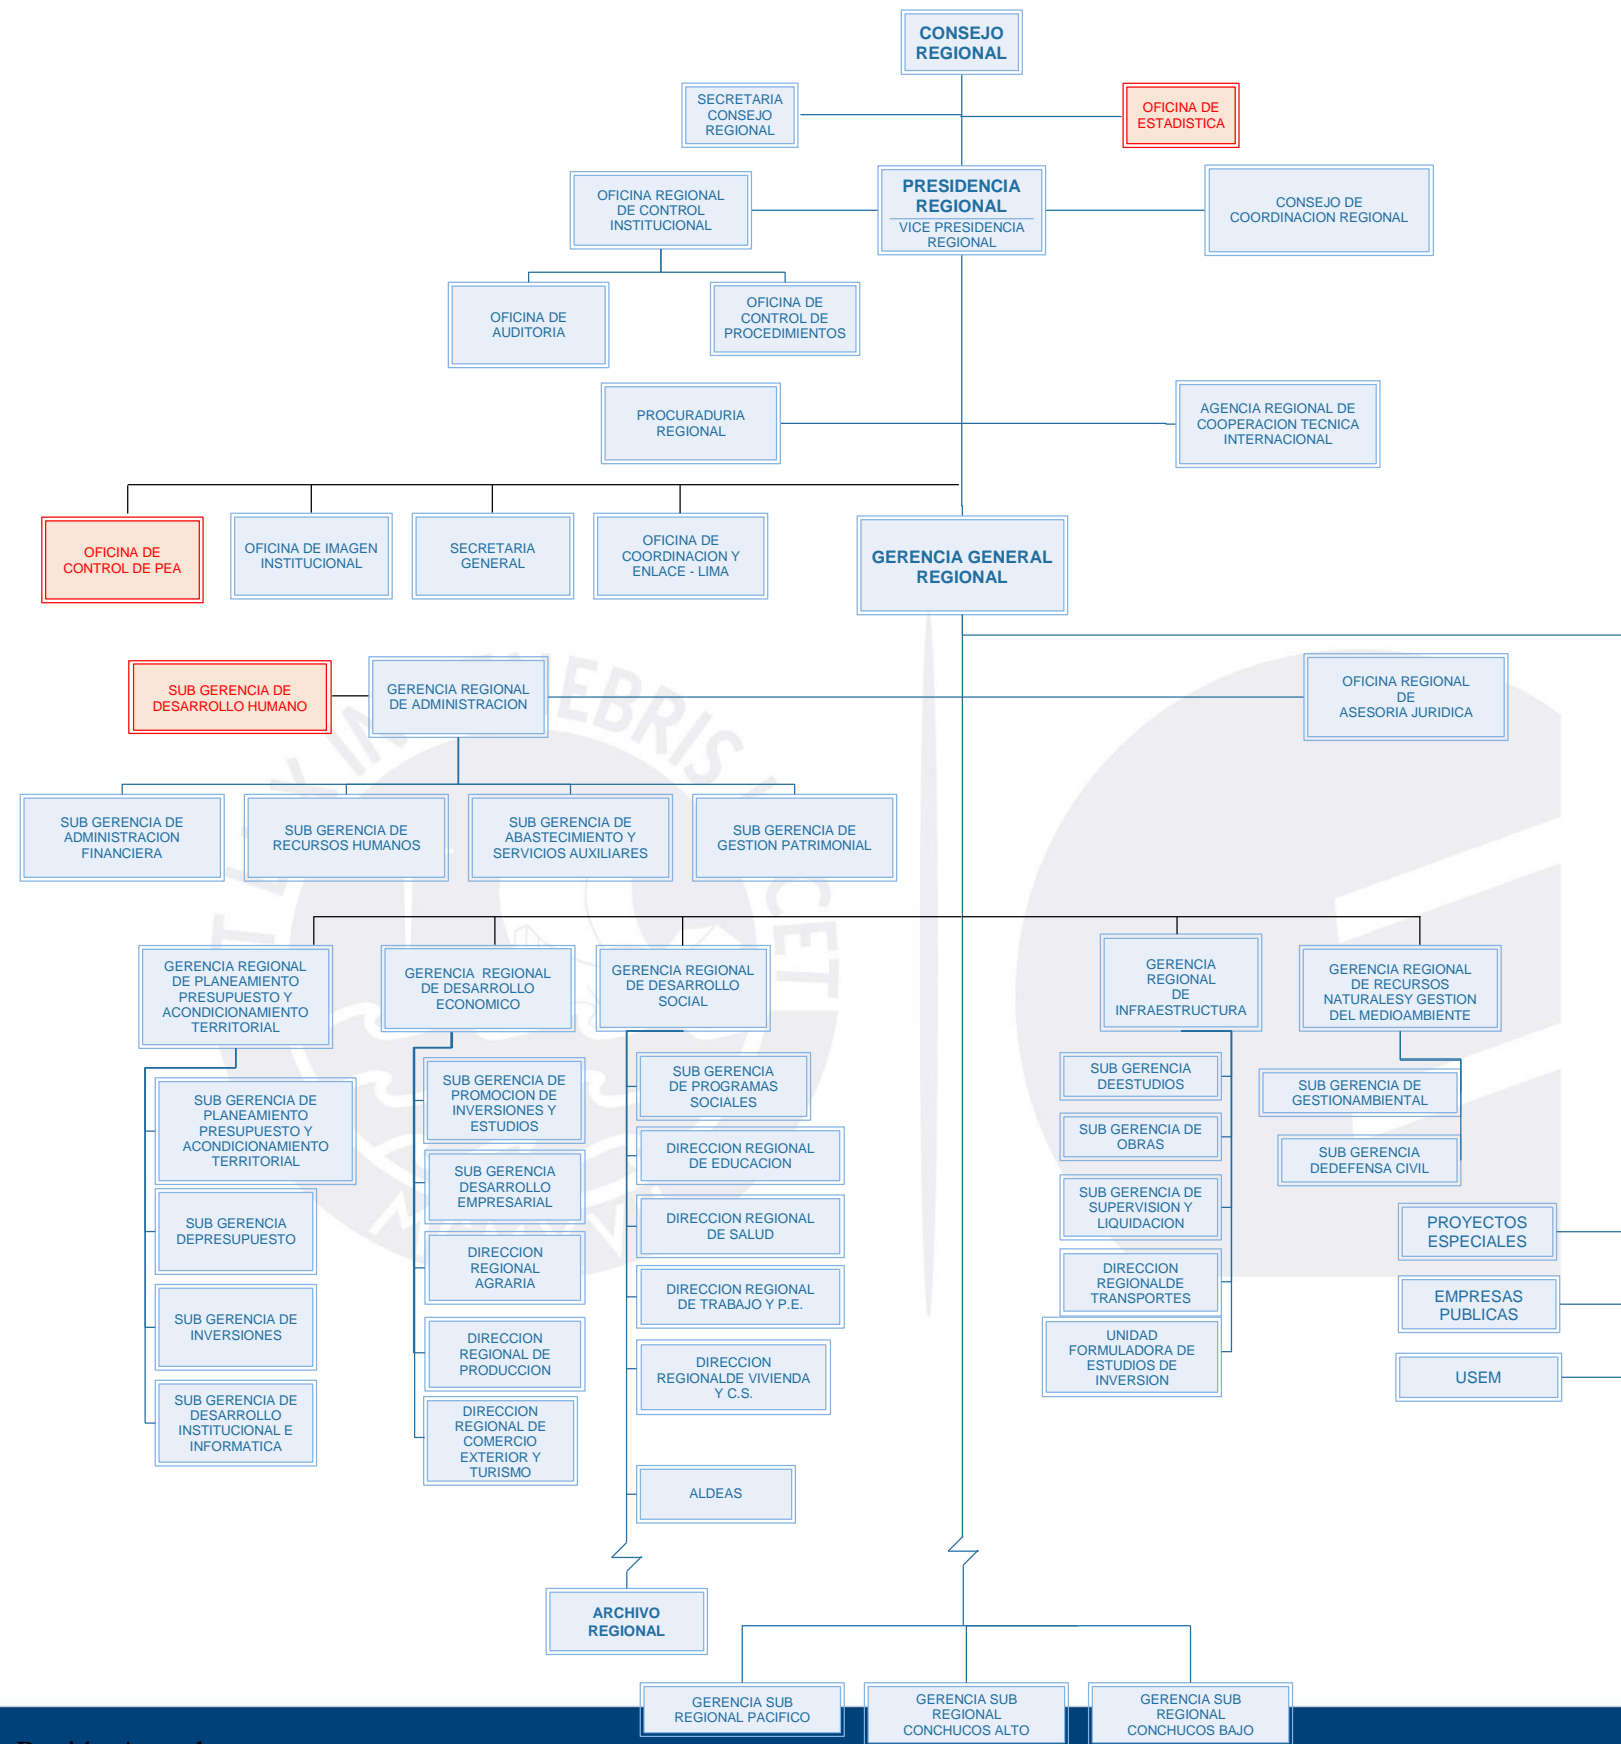 CONSEJO
REGIONAL
SECRETARIA
CONSEJO
REGIONAL
OFICINA DE
ESTADISTICA
OFICINA REGIONAL
DE CONTROL
INSTITUCIONAL
PRESIDENCIA
REGIONAL
VICE PRESIDENCIA
REGIONAL
CONSEJO DE
COORDINACION REGIONAL
OFICINA DE
AUDITORIA
OFICINA DE
CONTROL DE
PROCEDIMIENTOS
PROCURADURIA
REGIONAL
AGENCIA REGIONAL DE
COOPERACION TECNICA
INTERNACIONAL
OFICINA DE
CONTROL DE PEA
OFICINA DE IMAGEN
INSTITUCIONAL
SECRETARIA
GENERAL
OFICINA DE
COORDINACION Y
ENLACE - LIMA
GERENCIA GENERAL
REGIONAL
SUB GERENCIA DE
DESARROLLO HUMANO
GERENCIA REGIONAL
DE ADMINISTRACION
OFICINA REGIONAL
DE
ASESORIA JURIDICA
SUB GERENCIA DE
ADMINISTRACION
FINANCIERA
SUB GERENCIA DE
RECURSOS HUMANOS
SUB GERENCIA DE
ABASTECIMIENTO Y
SERVICIOS AUXILIARES
SUB GERENCIA DE
GESTION PATRIMONIAL
GERENCIA REGIONAL
DE PLANEAMIENTO
PRESUPUESTO Y
ACONDICIONAMIENTO
TERRITORIAL
GERENCIA REGIONAL
DE DESARROLLO
ECONOMICO
GERENCIA REGIONAL
DE DESARROLLO
SOCIAL
GERENCIA
REGIONAL
DE
INFRAESTRUCTURA
GERENCIA REGIONAL
DE RECURSOS
NATURALESY GESTION
DEL MEDIOAMBIENTE
SUB GERENCIA DE
PLANEAMIENTO
PRESUPUESTO Y
ACONDICIONAMIENTO
TERRITORIAL
SUB GERENCIA
DEPRESUPUESTO
SUB GERENCIA DE
INVERSIONES
SUB GERENCIA DE
DESARROLLO
INSTITUCIONAL E
INFORMATICA
SUB GERENCIA DE
PROMOCION DE
INVERSIONES Y
ESTUDIOS
SUB GERENCIA
DESARROLLO
EMPRESARIAL
DIRECCION
REGIONAL
AGRARIA
DIRECCION
REGIONAL DE
PRODUCCION
DIRECCION
REGIONAL DE
COMERCIO
EXTERIOR Y
TURISMO
SUB GERENCIA
DE PROGRAMAS
SOCIALES
DIRECCION REGIONAL
DE EDUCACION
DIRECCION REGIONAL
DE SALUD
DIRECCION REGIONAL
DE TRABAJO Y P.E.
DIRECCION
REGIONALDE VIVIENDA
Y C.S.
ALDEAS
ARCHIVO
REGIONAL
SUB GERENCIA
DEESTUDIOS
SUB GERENCIA DE
OBRAS
SUB GERENCIA DE
SUPERVISION Y
LIQUIDACION
DIRECCION
REGIONALDE
TRANSPORTES
UNIDAD
FORMULADORA DE
ESTUDIOS DE
INVERSION
SUB GERENCIA DE
GESTIONAMBIENTAL
SUB GERENCIA
DEDEFENSA CIVIL
PROYECTOS
ESPECIALES
EMPRESAS
PUBLICAS
USEM
GERENCIA SUB
REGIONAL PACIFICO
GERENCIA SUB
REGIONAL
CONCHUCOS ALTO
GERENCIA SUB
REGIONAL
CONCHUCOS BAJO